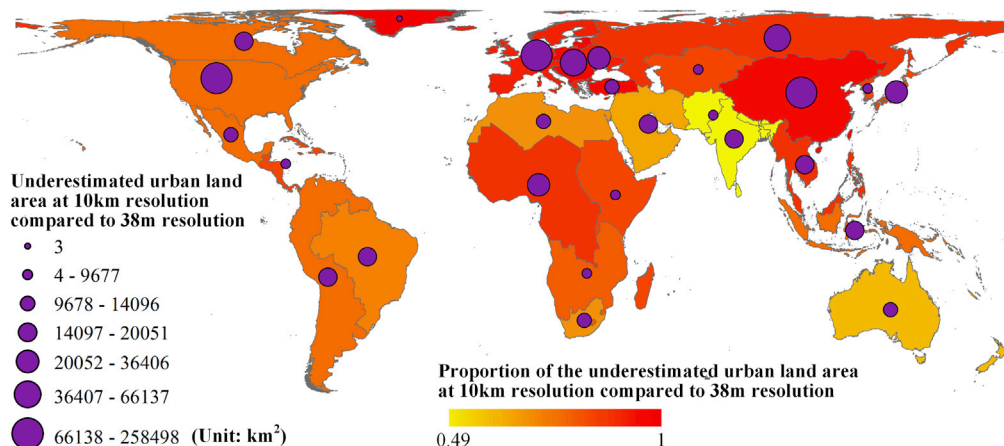 Underestimated urban land
area at 10km resolution
compared to 38m resolution
3
4 - 9677
9678 - 14096
14097 - 20051
20052 - 36406
36407 - 66137
66138 - 258498 (Unit: km²)
Proportion of the underestimated urban land area
at 10km resolution compared to 38m resolution
0.49 1